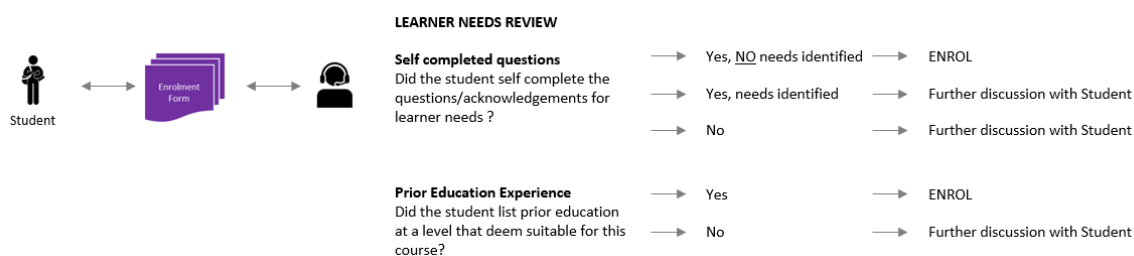 LEARNER NEEDS REVIEW
Student
Enrolment
Form
Self completed questions
Did the student self complete the
questions/acknowledgements for
learner needs ?
Yes, NO needs identified
ENROL
Yes, needs identified
Further discussion with Student
No
Further discussion with Student
Prior Education Experience
Did the student list prior education
at a level that deem suitable for this
course?
Yes
ENROL
No
Further discussion with Student